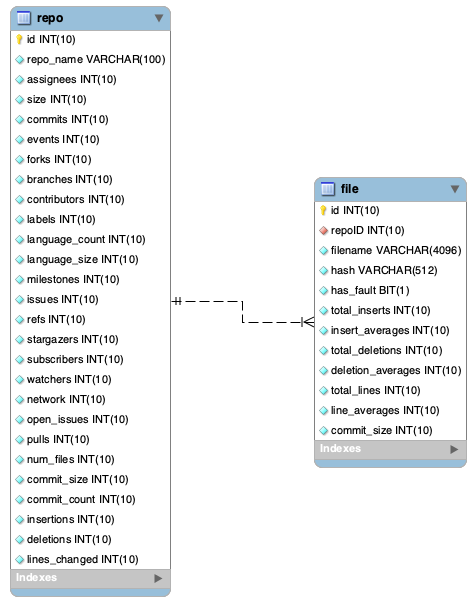 repo
id INT(10)
repo_name VARCHAR(100)
assignees INT(10)
size INT(10)
commits INT(10)
events INT(10)
forks INT(10)
branches INT(10)
contributors INT(10)
labels INT(10)
language_count INT(10)
language_size INT(10)
milestones INT(10)
issues INT(10)
refs INT(10)
stargazers INT(10)
subscribers INT(10)
watchers INT(10)
network INT(10)
open_issues INT(10)
pulls INT(10)
num_files INT(10)
commit_size INT(10)
commit_count INT(10)
insertions INT(10)
deletions INT(10)
lines_changed INT(10)
Indexes
file
id INT(10)
repoID INT(10)
filename VARCHAR(4096)
hash VARCHAR(512)
has_fault BIT(1)
total_inserts INT(10)
insert_averages INT(10)
total_deletions INT(10)
deletion_averages INT(10)
total_lines INT(10)
line_averages INT(10)
commit_size INT(10)
Indexes